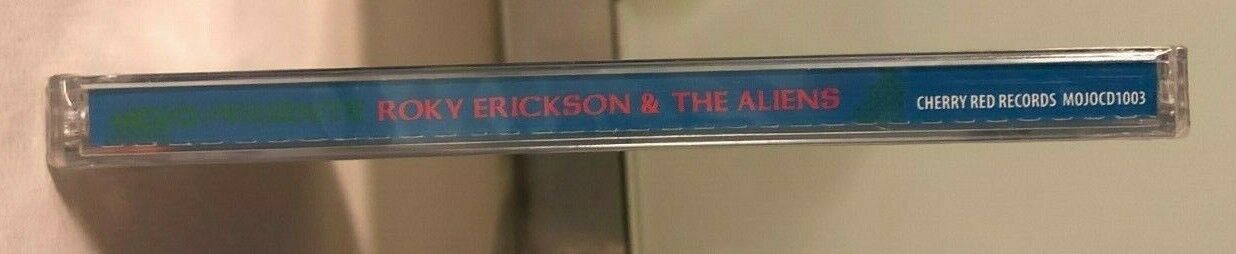 ROKY ERICKSON & THE ALIENS CHERRY RED RECORDS MOJOCD1003